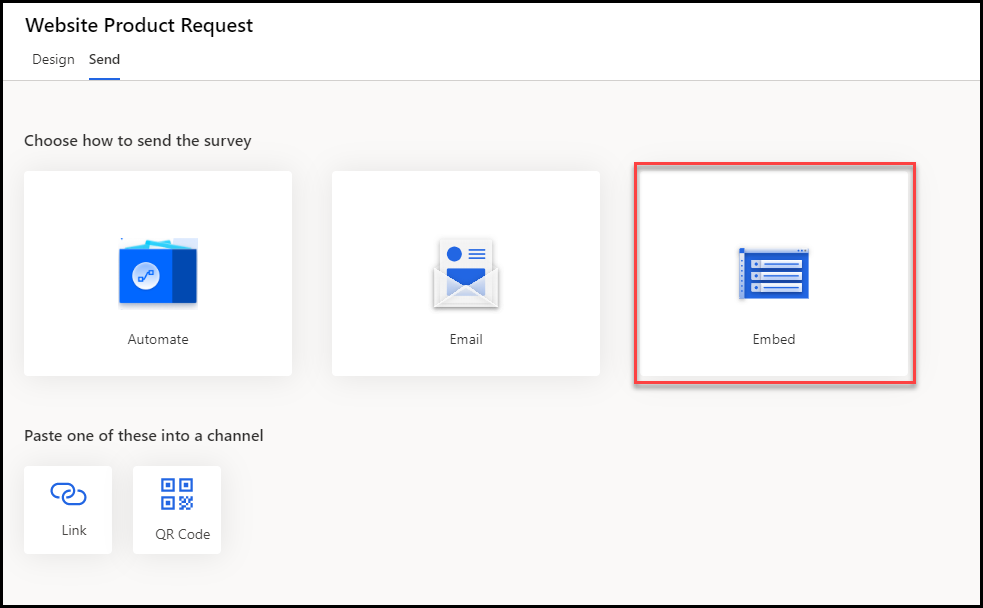 Website Product Request
Design Send
Choose how to send the survey
Automate Email Embed
Paste one of these into a channel
Link QR Code